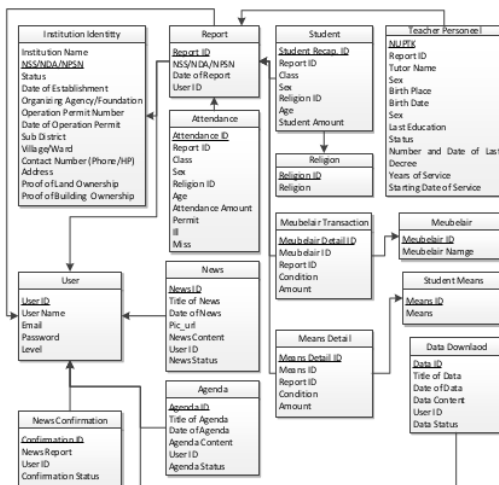 Institution Identitty
Institution Name
NSS/NDA/NPSN
Status
Date of Establishment
Organizing Agency/Foundation
Operation Permit Number
Date of Operation Permit
Sub District
Village/Ward
Contact Number (Phone/HP)
Address
Proof of Land Ownership
Proof of Building Ownership
Report
Report ID
NSS/NDA/NPSN
Date of Report
User ID
Student
Student Recap. ID
Report ID
Class
Sex
Religion ID
Age
Student Amount
Teacher Personeel
NUPTK
Report ID
Tutor Name
Sex
Birth Place
Birth Date
Sex
Last Education
Status
Number and Date of Last
Decree
Years of Service
Starting Date of Service
Attendance
Attendance ID
Report ID
Class
Sex
Religion ID
Age
Attendance Amount
Permit
Ill
Miss
Religion
Religion ID
Religion
Meubelair Transaction
Meubelair Detail ID
Meubelair ID
Report ID
Condition
Amount
Meubelair
Meubelair ID
Meubelair Namge
User
User ID
User Name
Email
Password
Level
News
News ID
Title of News
Date of News
Pic_url
News Content
User ID
News Status
Student Means
Means ID
Means
Means Detail
Means Detail ID
Means ID
Report ID
Condition
Amount
Data Downlaod
Data ID
Title of Data
Date of Data
Data Content
User ID
Data Status
News Confirmation
Confirmation ID
News Report
User ID
Confirmation Status
Agenda
Agenda ID
Title of Agenda
Date of Agenda
Agenda Content
User ID
Agenda Status